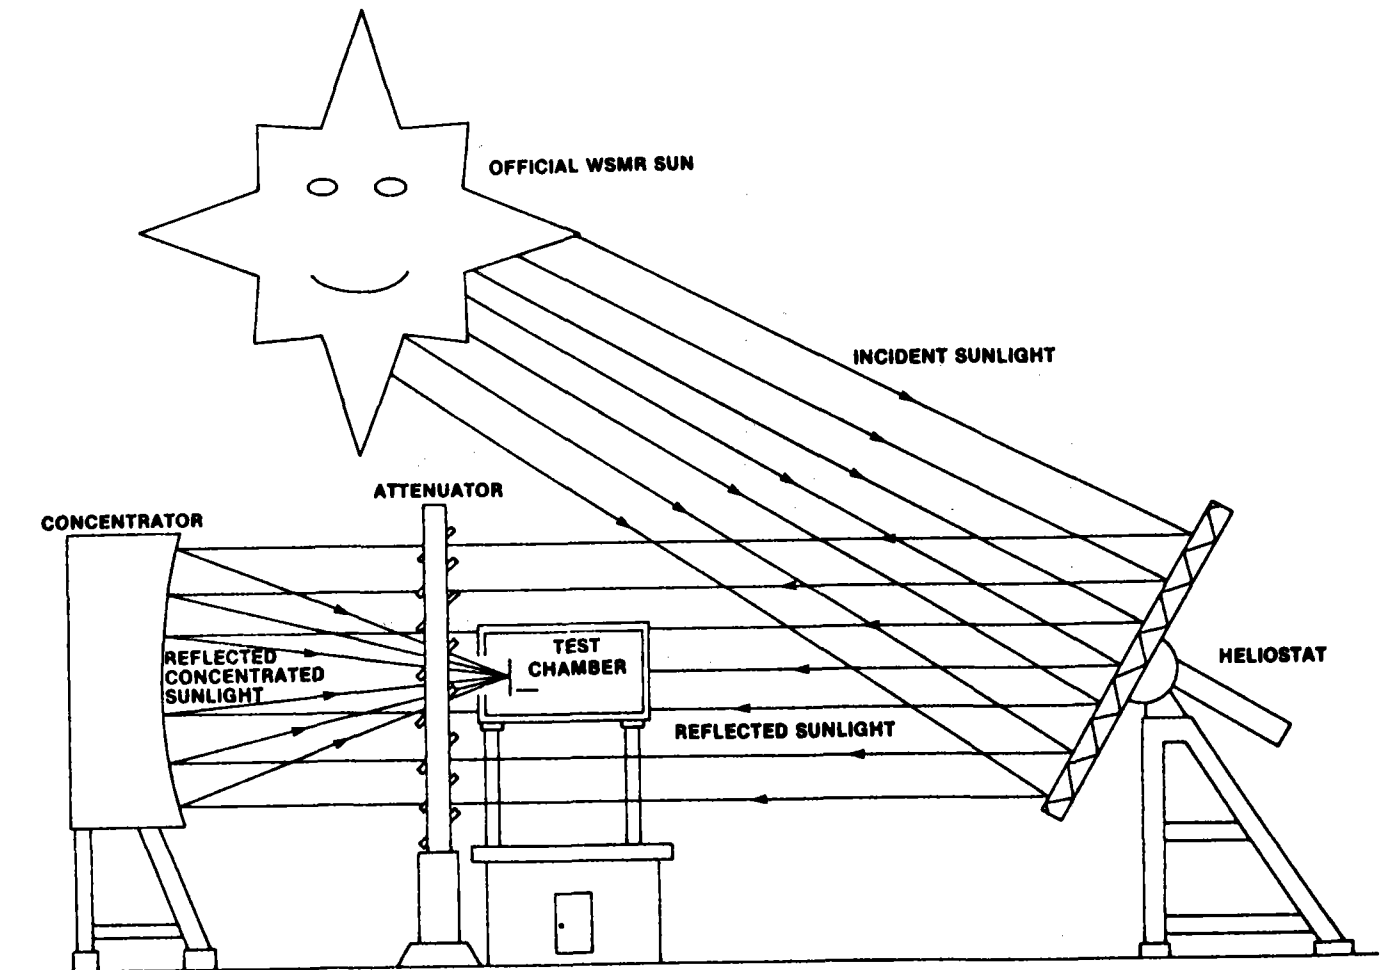 OFFICIAL WSMR SUN
INCIDENT SUNLIGHT
ATTENUATOR
CONCENTRATOR
TEST
CHAMBER
HELIOSTAT
REFLECTED
CONCENTRATED
SUNLIGHT
REFLECTED SUNLIGHT